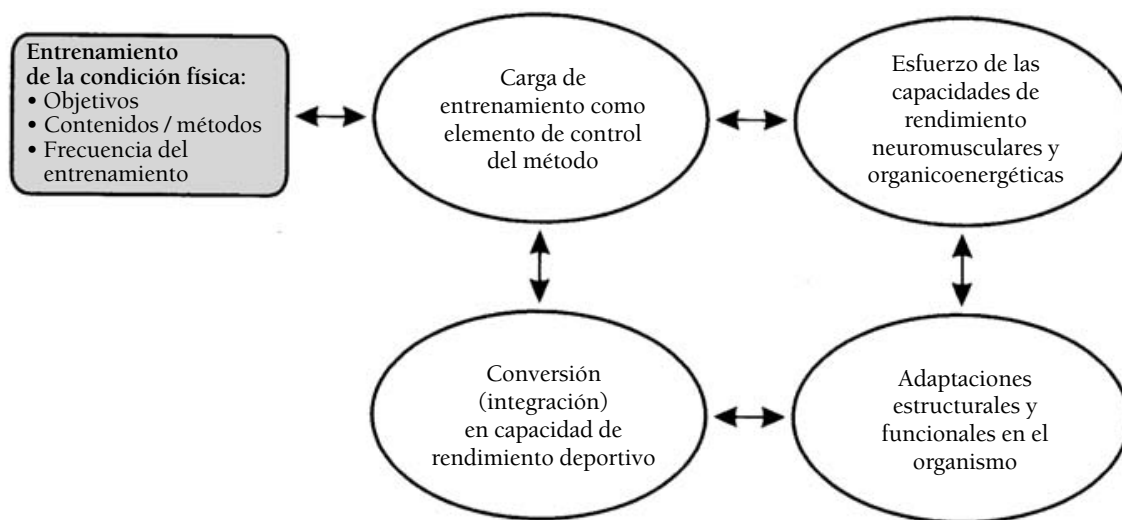 Entrenamiento
de la condición física:
• Objetivos
• Contenidos / métodos
• Frecuencia del
entrenamiento
Carga de
entrenamiento como
elemento de control
del método
Esfuerzo de las
capacidades de
rendimiento
neuromusculares y
organicoenergéticas
Conversión
(integración)
en capacidad de
rendimiento deportivo
Adaptaciones
estructurales y
funcionales en el
organismo